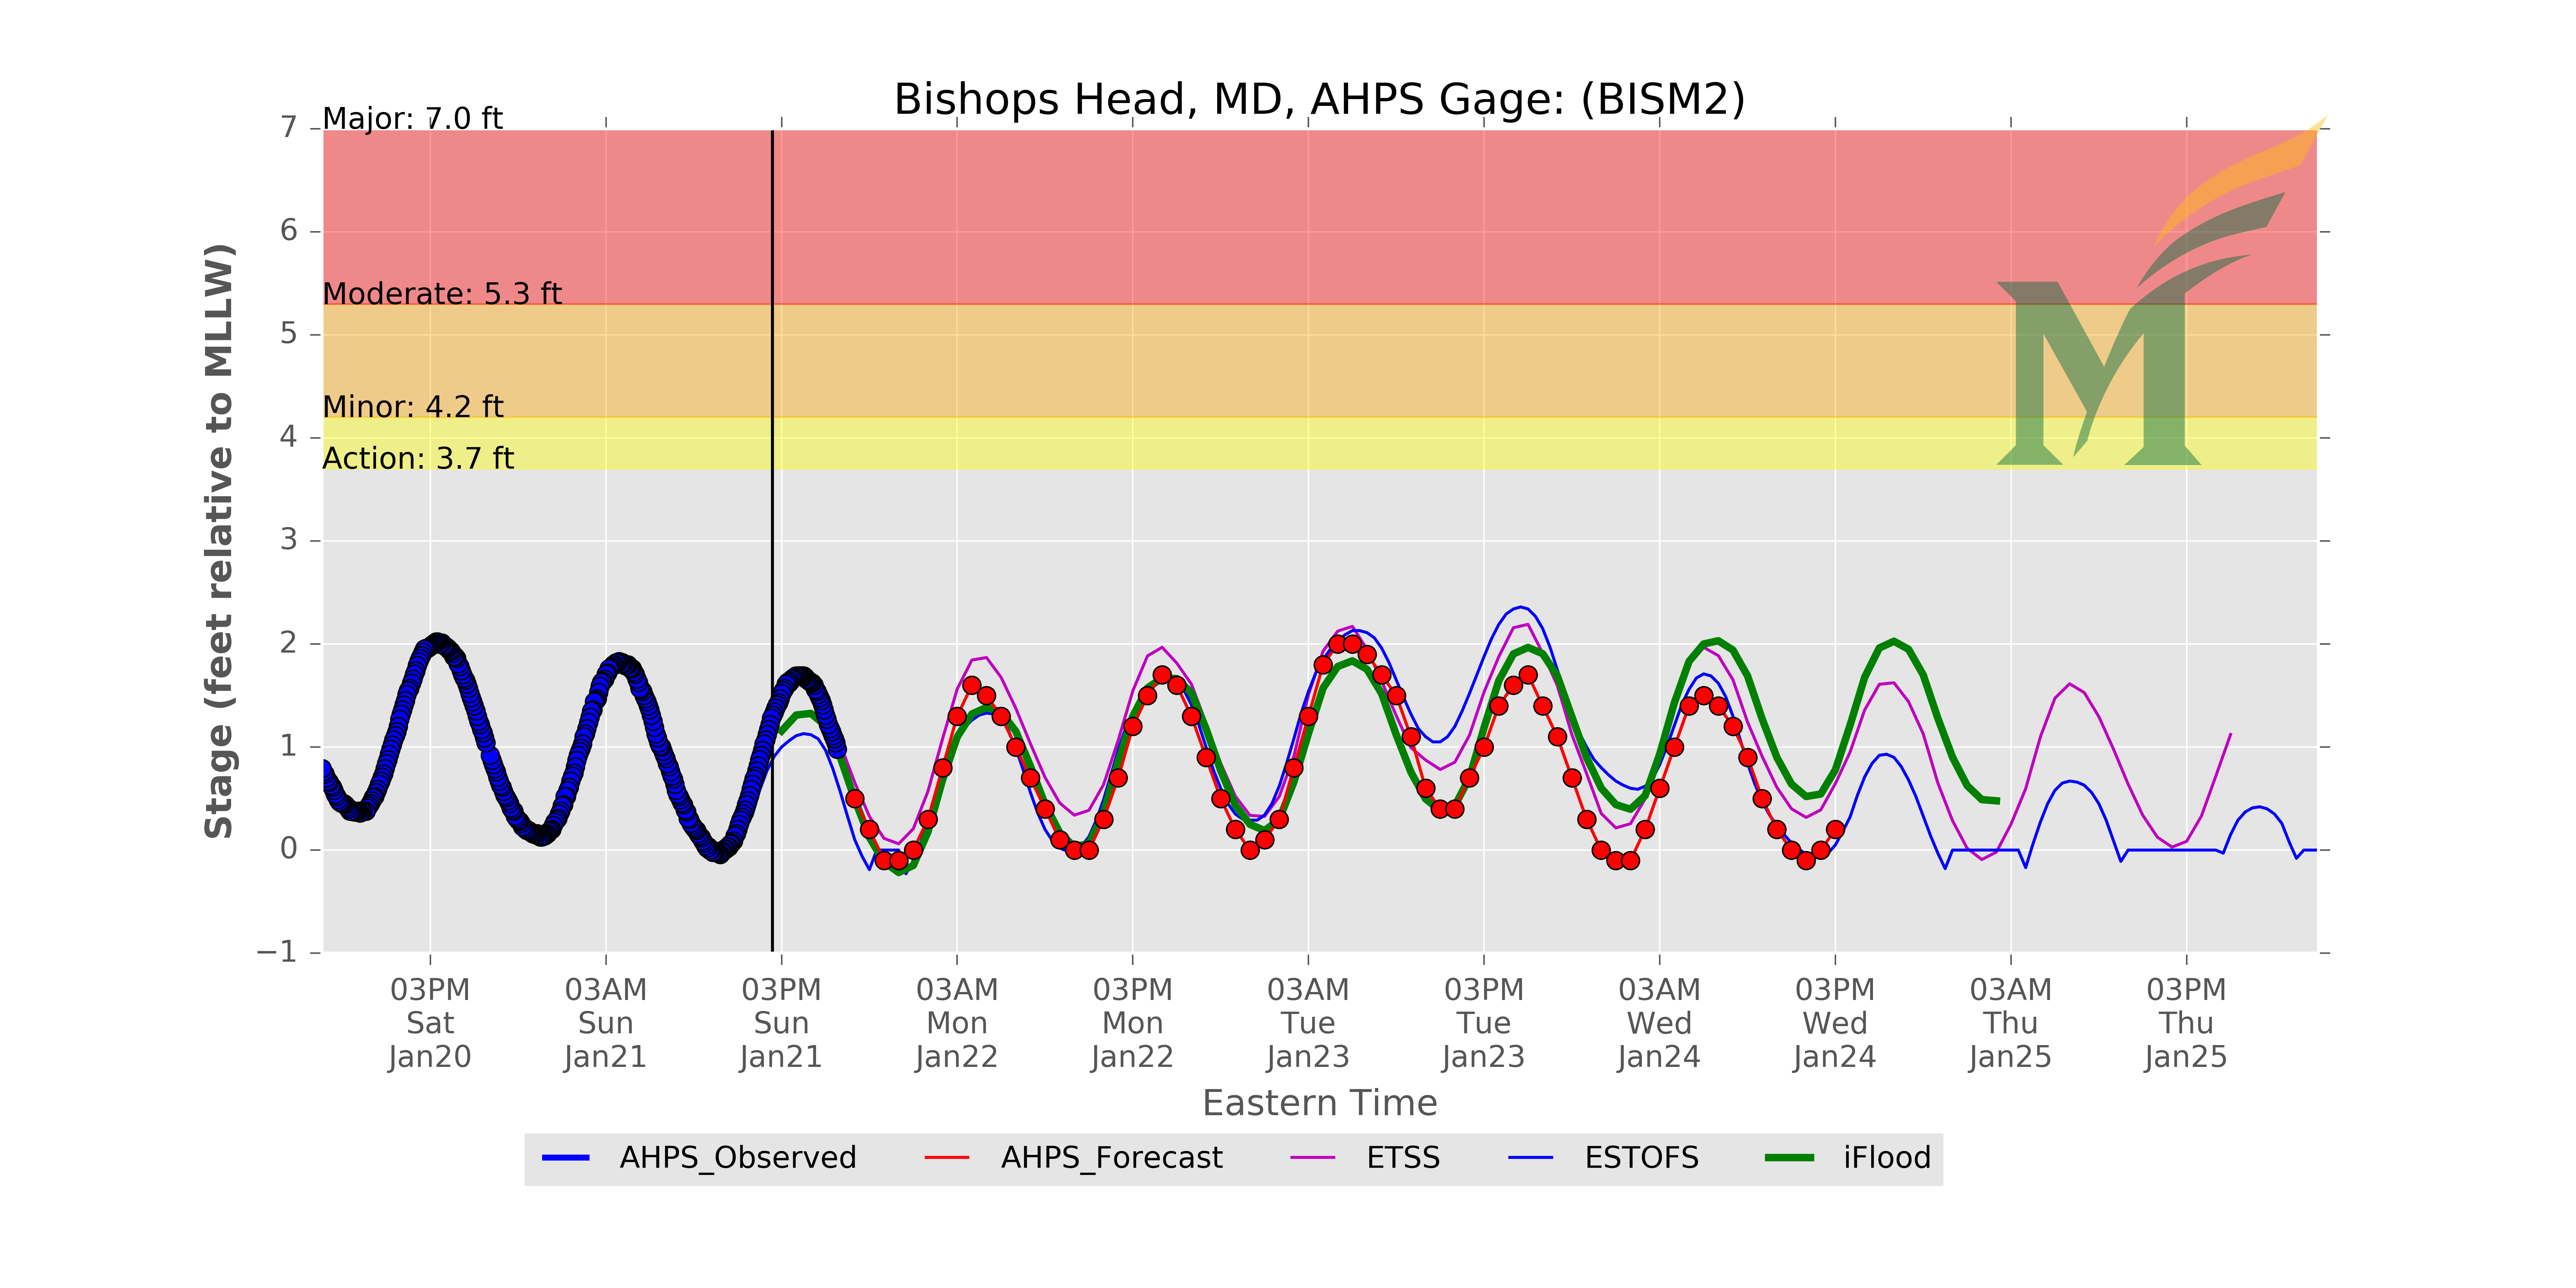 Bishops Head, MD, AHPS Gage: (BISM2)
Major: 7.0 ft
Moderate: 5.3 ft
Minor: 4.2 ft
Action: 3.7 ft
Stage (feet relative to MLLW)
7
6
5
4
3
2
1
0
−1
03PM Sat Jan20
03AM Sun Jan21
03PM Sun Jan21
03AM Mon Jan22
03PM Mon Jan22
03AM Tue Jan23
03PM Tue Jan23
03AM Wed Jan24
03PM Wed Jan24
03AM Thu Jan25
03PM Thu Jan25
Eastern Time
AHPS_Observed
AHPS_Forecast
ETSS
ESTOFS
iFlood